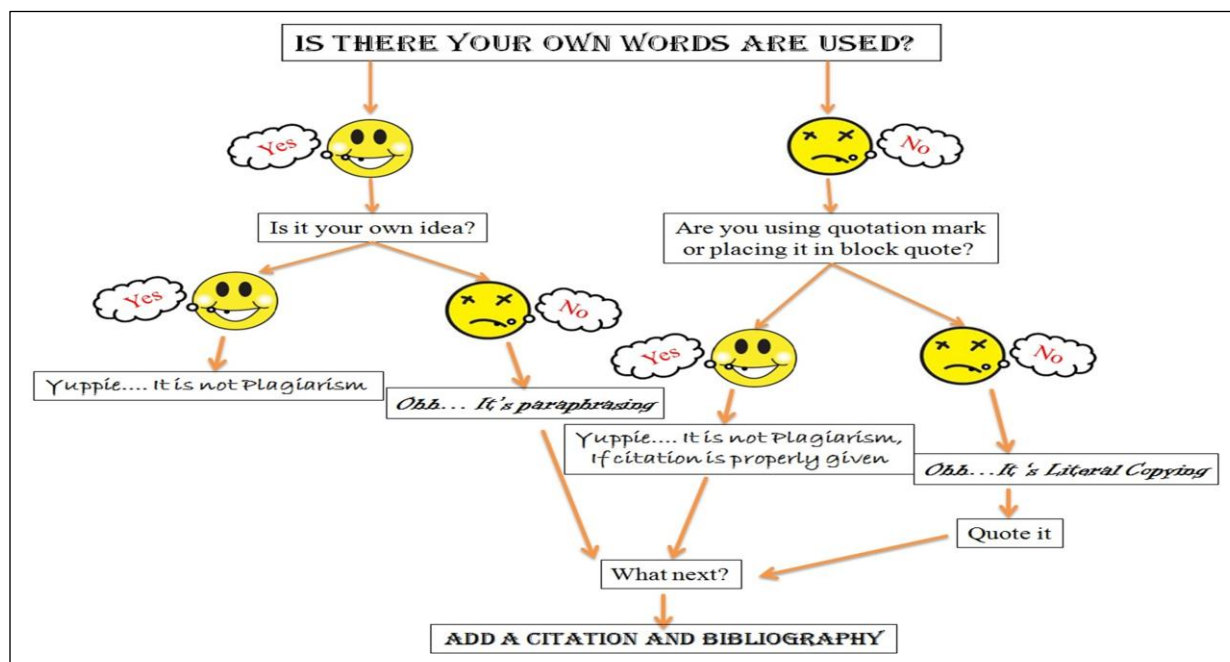 IS THERE YOUR OWN WORDS ARE USED?
Yes
No
Is it your own idea?
Are you using quotation mark
or placing it in block quote?
Yes
No
Yes
No
Yuppie.... It is not Plagiarism
Ohh... It's paraphrasing
Yuppie.... It is not Plagiarism,
If citation is properly given
Ohh...It 's Literal Copying
Quote it
What next?
ADD A CITATION AND BIBLIOGRAPHY